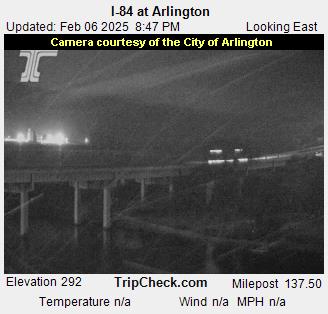 I-84 at Arlington
Updated: Feb 06 2025 8:47 PM Looking East
Camera courtesy of the City of Arlington
Elevation 292 TripCheck.com Milepost 137.50
Temperature n/a Wind n/a MPH n/a